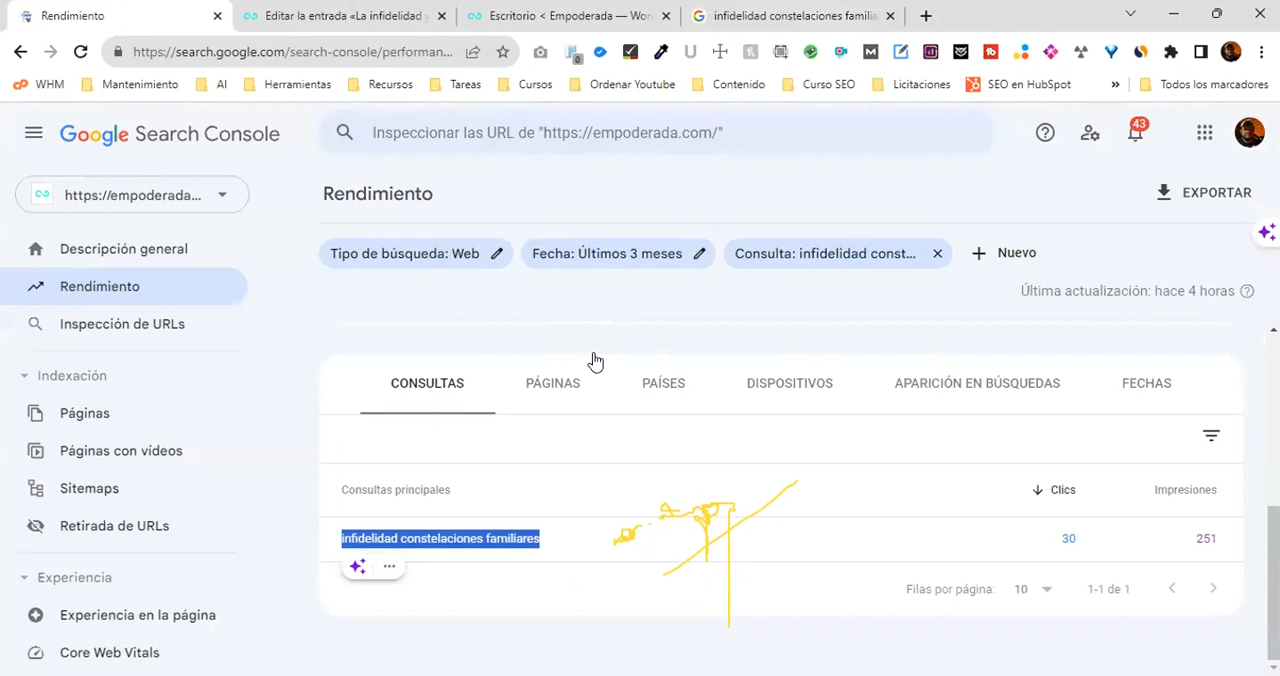 Rendimiento
Editar la entrada «La infidelidad y
Escritorio < Empoderada — Wor
infidelidad constelaciones familia
https://search.google.com/search-console/performan...
WHM
Mantenimiento
AI
Herramientas
Recursos
Tareas
Cursos
Ordenar Youtube
Contenido
Curso SEO
Licitaciones
SEO en HubSpot
»
Todos los marcadores
Google Search Console
Inspeccionar las URL de "https://empoderada.com/"
43
https://empoderada...
Rendimiento
EXPORTAR
Tipo de búsqueda: Web
Fecha: Últimos 3 meses
Consulta: infidelidad const...
Nuevo
Última actualización: hace 4 horas
Descripción general
Rendimiento
Inspección de URLs
Indexación
Páginas
Páginas con vídeos
Sitemaps
Retirada de URLs
Experiencia
Experiencia en la página
Core Web Vitals
CONSULTAS
PÁGINAS
PAÍSES
DISPOSITIVOS
APARICIÓN EN BÚSQUEDAS
FECHAS
Consultas principales
Clics
Impresiones
infidelidad constelaciones familiares
30
251
Filas por página:
10
1-1 de 1